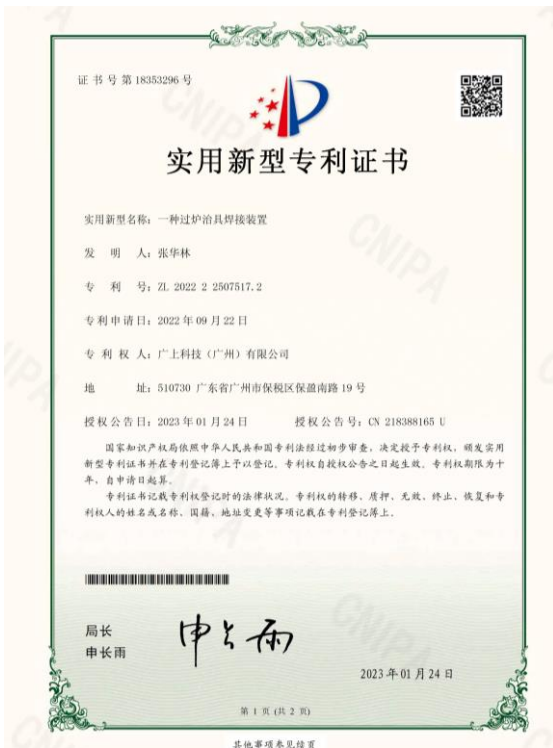 证书号第18353296号
实用新型专利证书
实用新型名称：一种过炉治具焊接装置
发 明 人：张华林
专 利 号：ZL 2022 2 2507517.2
专利申请日：2022年09月22日
专 利 权 人：广上科技（广州）有限公司
地 址：510730 广东省广州市保税区保盈南路19号
授权公告日：2023年01月24日 授权公告号：CN 218388165 U
国家知识产权局依照中华人民共和国专利法经过初步审查，决定授予专利权，颁发实用
新型专利证书并在专利登记簿上予以登记。专利权自授权公告之日起生效。专利权期限为十
年，自申请日起算。
专利证书记载专利权登记时的法律状况。专利权的转移、质押、无效、终止、恢复和专
利权人的姓名或名称、国籍、地址变更等事项记载在专利登记簿上。
局长
申长雨
申长雨
2023年01月24日
第 1 页 (共 2 页)
其他事项参见续页
CNIPA
CNIPA
CNIPA